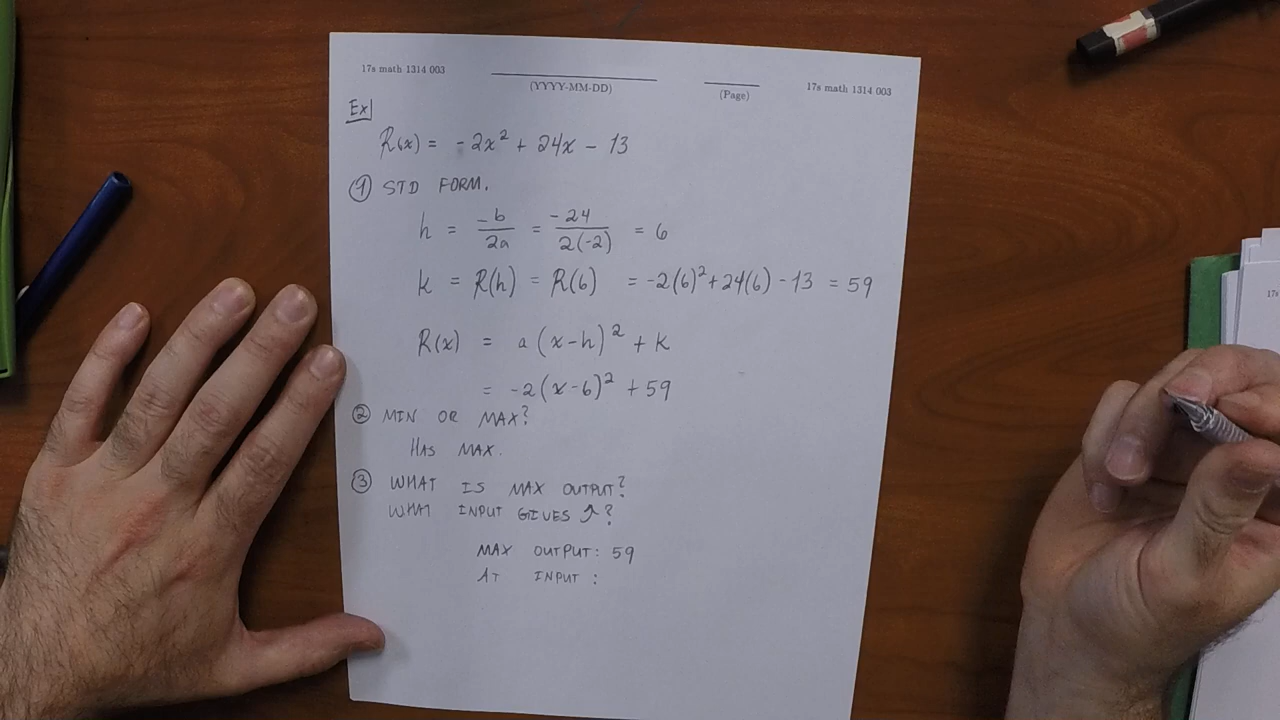 17s math 1314 003
(YYYY-MM-DD)
(Page)
17s math 1314 003
Ex
R(x) = -2x² + 24x - 13
① STD FORM.
h = -b/2a = -24/2(-2) = 6
k = R(h) = R(6) = -2(6)²+24(6)-13 = 59
R(x) = a(x-h)² + k
= -2(x-6)² + 59
② MIN OR MAX?
HAS MAX.
③ WHAT IS MAX OUTPUT?
WHAT INPUT GIVES ↗?
MAX OUTPUT: 59
AT INPUT :
17s